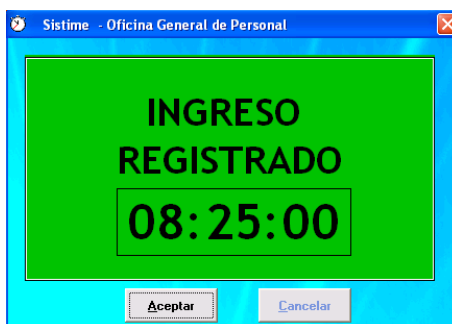 Sistime - Oficina General de Personal
INGRESO
REGISTRADO
08:25:00
Aceptar Cancelar